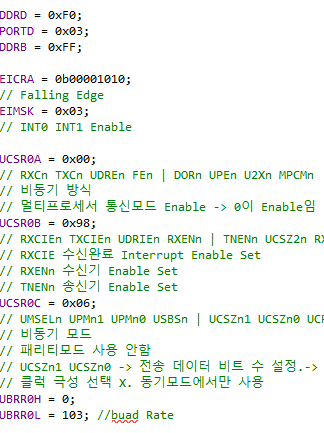 DDRD = 0xF0;
PORTD = 0x03;
DDRB = 0xFF;
EICRA = 0b00001010;
// Falling Edge
EIMSK = 0x03;
// INT0 INT1 Enable
UCSR0A = 0x00;
// RXCn TXCn UDREn FEn | DORn UPEn U2Xn MPCMn
// 비동기 방식
// 멀티프로세서 통신모드 Enable -> 0이 Enable임
UCSR0B = 0x98;
// RXCIEn TXCIEn UDRIEn RXENn | TNENn UCSZ2n RX
// RXCIE 수신완료 Interrupt Enable Set
// RXENn 수신기 Enable Set
// TNENn 송신기 Enable Set
UCSR0C = 0x06;
// UMSELn UPMn1 UPMn0 USBSn | UCSZn1 UCSZn0 UCP
// 비동기 모드
// 패리티모드 사용 안함
// UCSZn1 UCSZn0 -> 전송 데이터 비트 수 설정.->
// 클럭 극성 선택 X. 동기모드에서만 사용
UBRR0H = 0;
UBRR0L = 103; //buad Rate